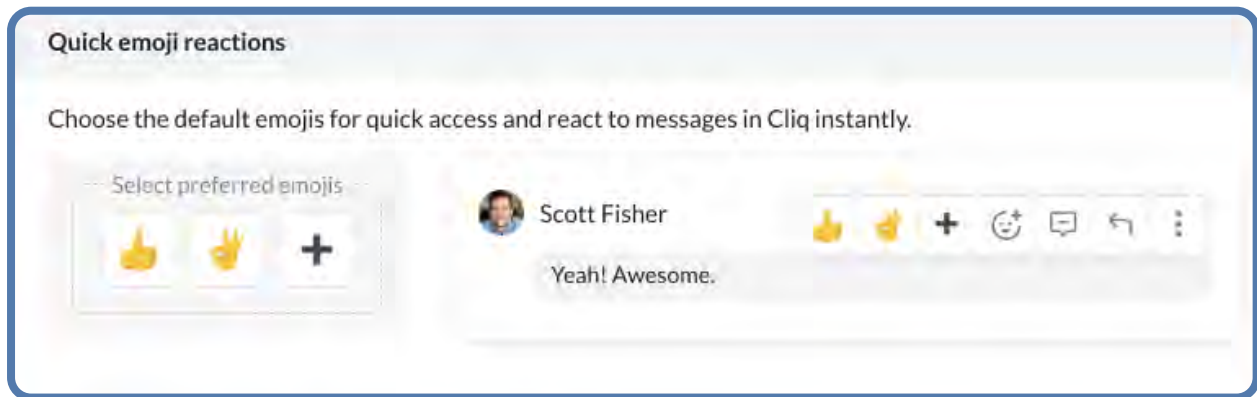 Quick emoji reactions
Choose the default emojis for quick access and react to messages in Cliq instantly.
Select preferred emojis
Scott Fisher
Yeah! Awesome.